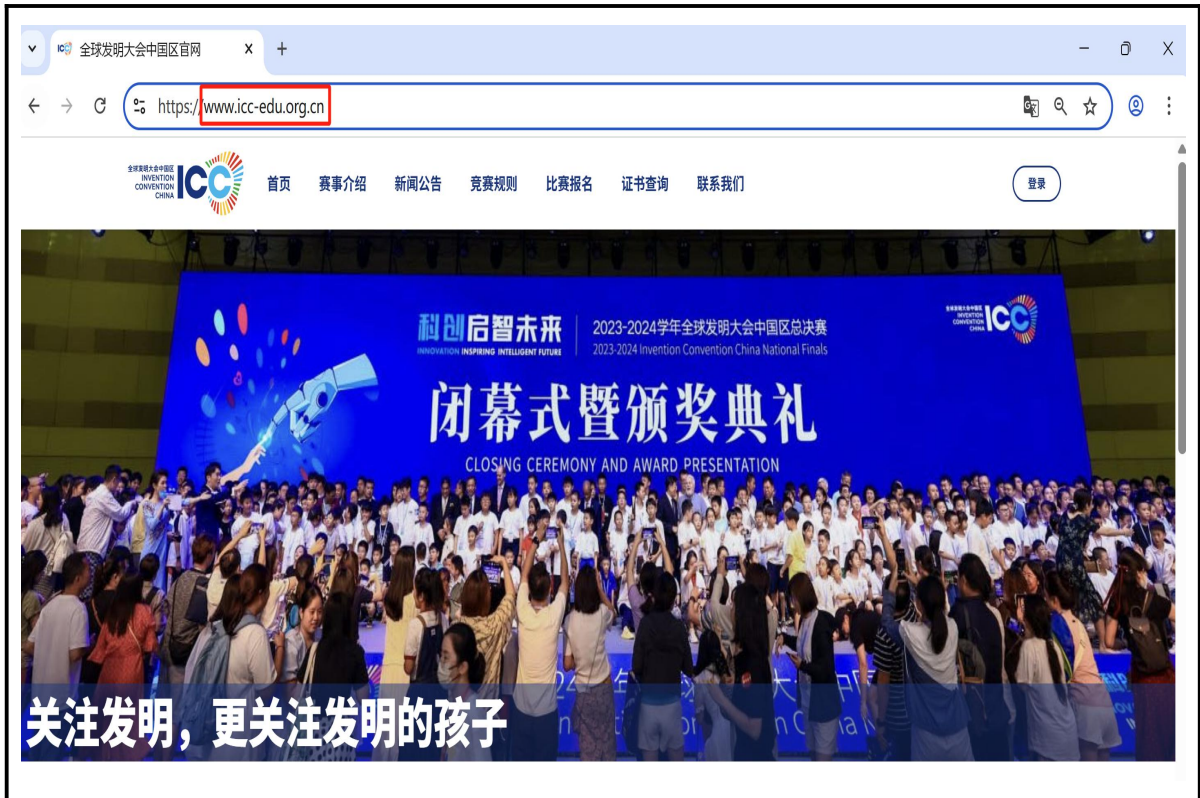 全球发明大会中国区官网
https://www.icc-edu.org.cn
全球发明大会中国区
INVENTION
CONVENTION
CHINA
ICC
首页 赛事介绍 新闻公告 竞赛规则 比赛报名 证书查询 联系我们
登录
全球发明大会中国区
INVENTION
CONVENTION
CHINA
ICC
科创启智未来
INNOVATION INSPIRING INTELLIGENT FUTURE
2023-2024学年全球发明大会中国区总决赛
2023-2024 Invention Convention China National Finals
闭幕式暨颁奖典礼
CLOSING CEREMONY AND AWARD PRESENTATION
关注发明，更关注发明的孩子